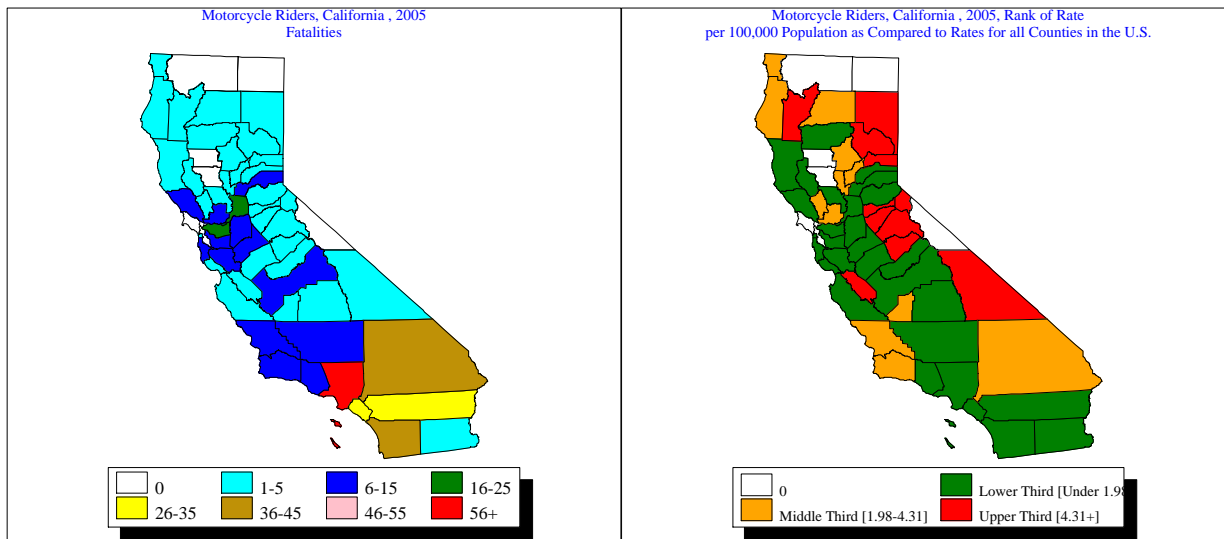 Motorcycle Riders, California , 2005
Fatalities
0
1-5
6-15
16-25
26-35
36-45
46-55
56+
Motorcycle Riders, California , 2005, Rank of Rate
per 100,000 Population as Compared to Rates for all Counties in the U.S.
0
Lower Third [Under 1.98
Middle Third [1.98-4.31]
Upper Third [4.31+]